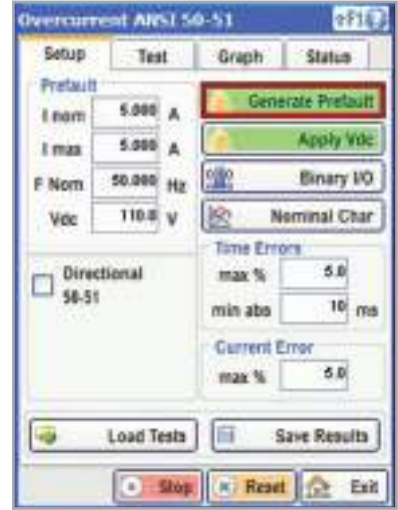 Overcurrent ANSI 50-51
eF1 ?
Setup
Test
Graph
Status
Prefault
I nom 5.000 A
I max 5.000 A
F Nom 50.000 Hz
Vdc 110.0 V
Generate Prefault
Apply Vdc
Binary I/O
Nominal Char
Directional
50-51
Time Errors
max % 5.0
min abs 10 ms
Current Error
max % 5.0
Load Tests
Save Results
Stop
Reset
Exit